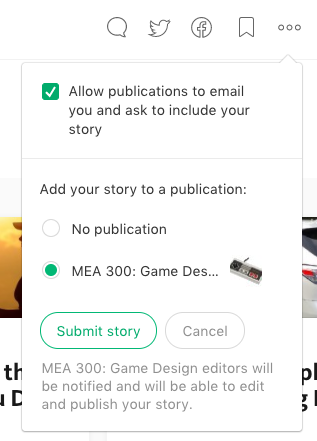 Allow publications to email
you and ask to include your
story
Add your story to a publication:
No publication
MEA 300: Game Des...
Submit story
Cancel
MEA 300: Game Design editors will
be notified and will be able to edit
and publish your story.